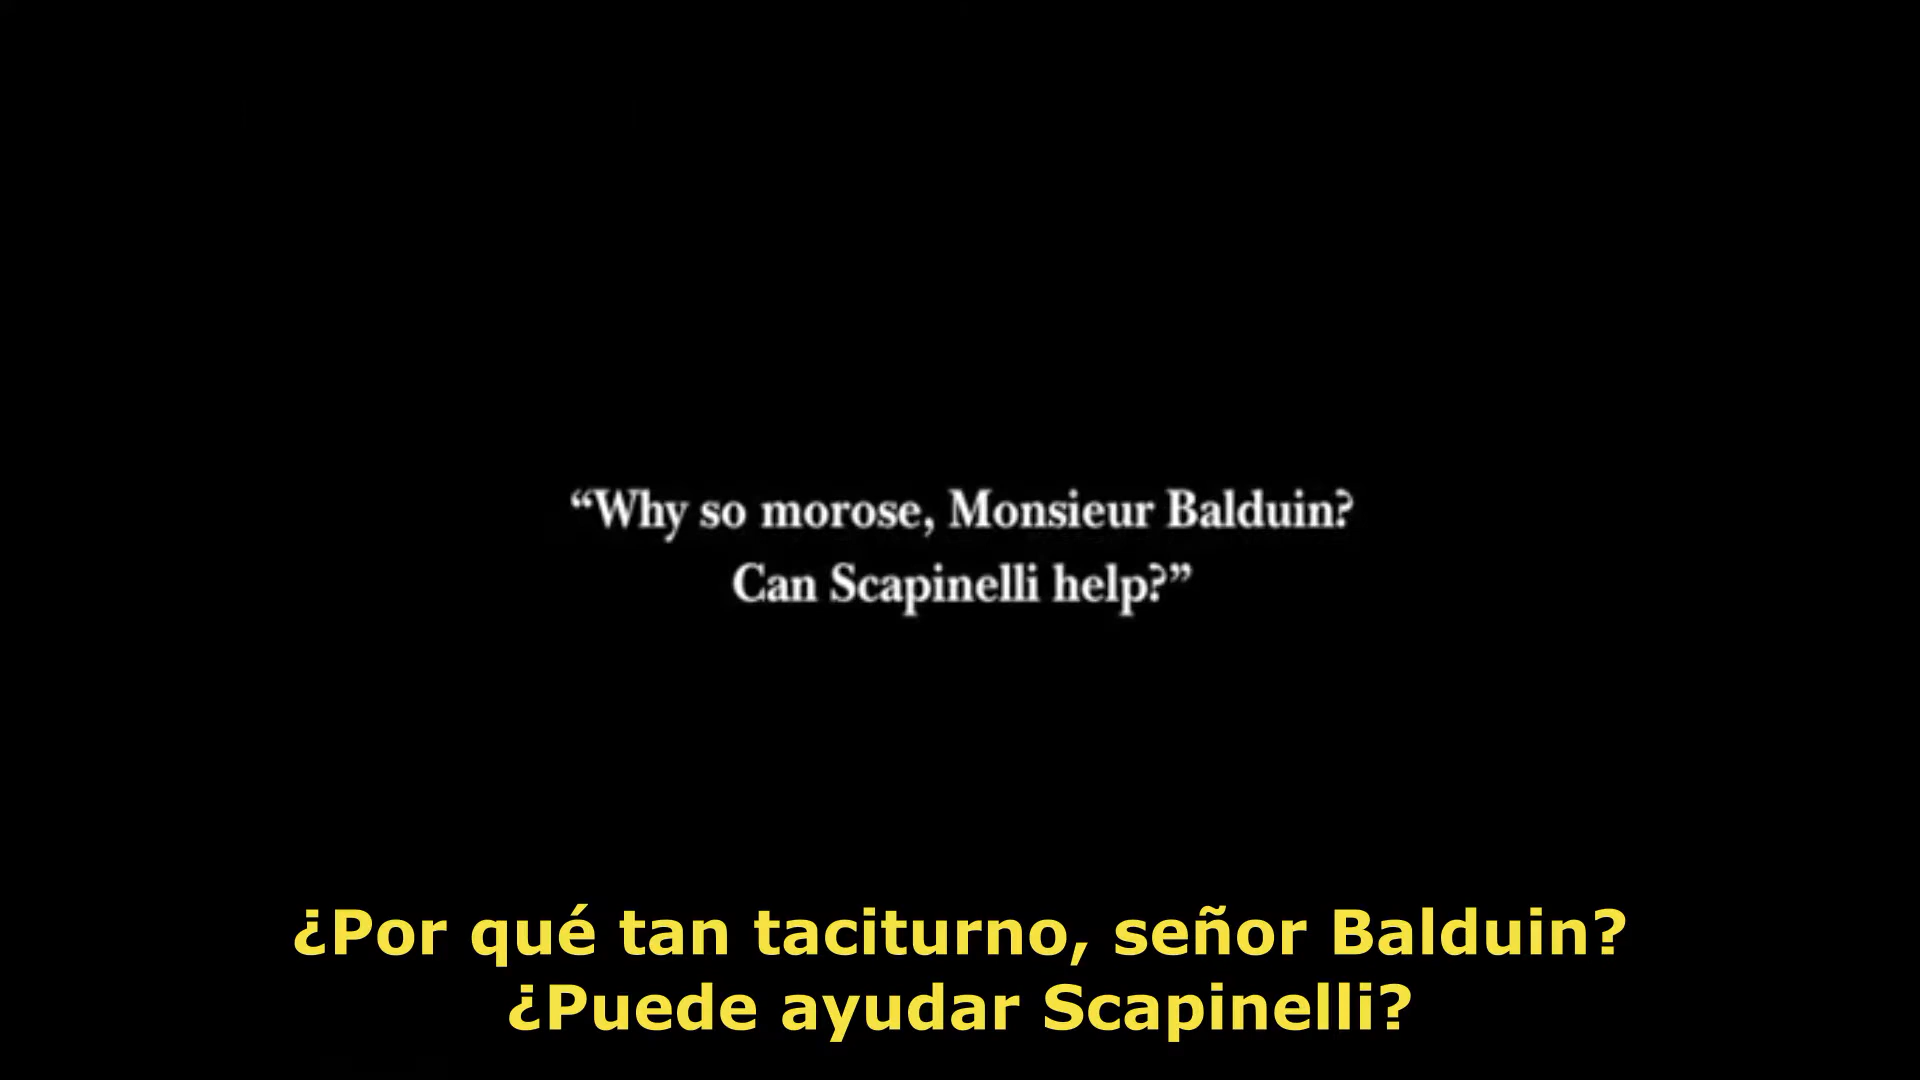 “Why so morose, Monsieur Balduin?
Can Scapinelli help?”
¿Por qué tan taciturno, señor Balduin?
¿Puede ayudar Scapinelli?